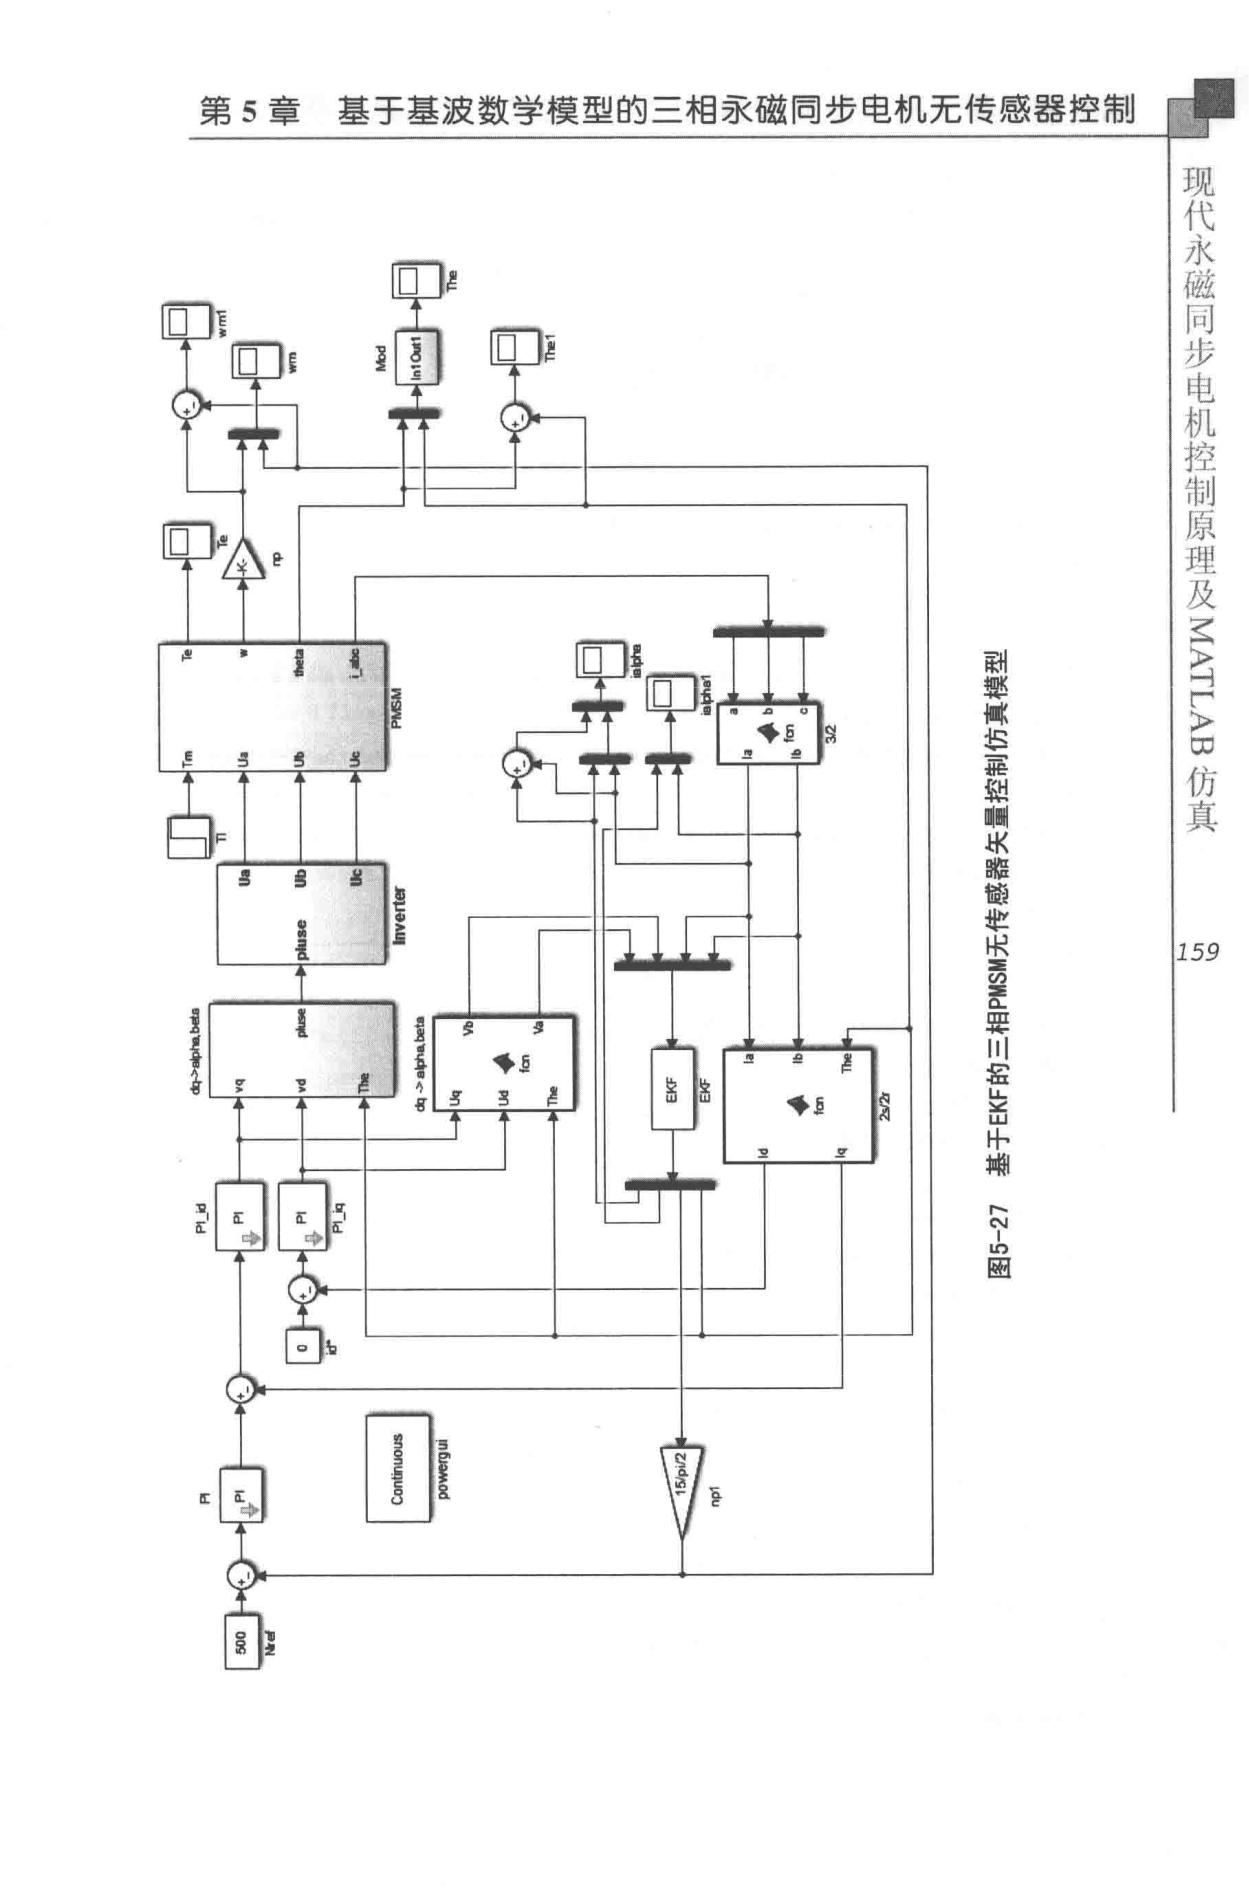 第 5 章 基于基波数学模型的三相永磁同步电机无传感器控制
现代永磁同步电机控制原理及MATLAB 仿真
159
500
Nref
PI
PI
Continuous
powergui
0
id*
PI_id
PI
PI
PI_iq
dq->alpha,beta
vq
vd
The
pluse
pluse
Ua
Ub
Uc
Inverter
Tl
Tm
Ua
Ub
Uc
Te
w
theta
i_abc
PMSM
Te
-K-
np
wm1
wm
Mod
In1Out1
The
The1
dq -> alpha,beta
Uq
Ud
The
fcn
Vb
Va
EKF
EKF
15/pi/2
np1
Id
Iq
fcn
Ia
Ib
The
2s/2r
ialpha
ialpha1
Ia
Ib
fcn
a
b
c
3/2
图5-27 基于EKF的三相PMSM无传感器矢量控制仿真模型